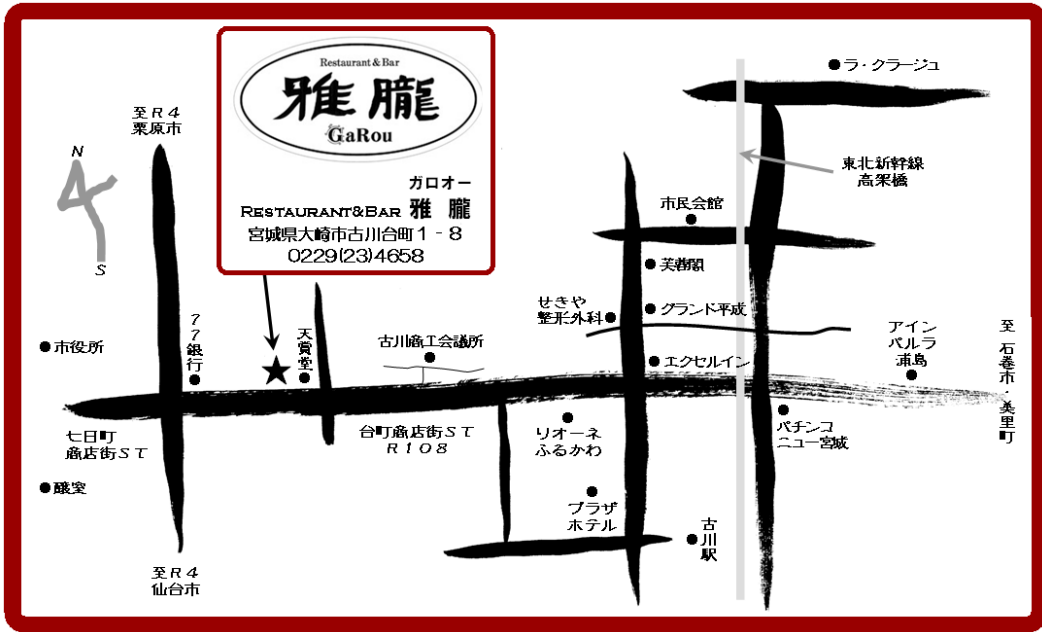 Restaurant & Bar
雅朧
GaRou
ガロオー
RESTAURANT&BAR 雅朧
宮城県大崎市古川台町1-8
0229(23)4658
至R4
栗原市
N
S
ラ・クラージュ
東北新幹線
高架橋
市民会館
芙蓉閣
せきや
整形外科
グランド平成
エクセルイン
アイン
パルラ
浦島
至 石巻市・美里町
市役所
77銀行
天賞堂
古川商工会議所
七日町
商店街ST
台町商店街ST
R108
リオーネ
ふるかわ
パチンコ
ニュー宮城
醸室
プラザ
ホテル
古川駅
至R4
仙台市